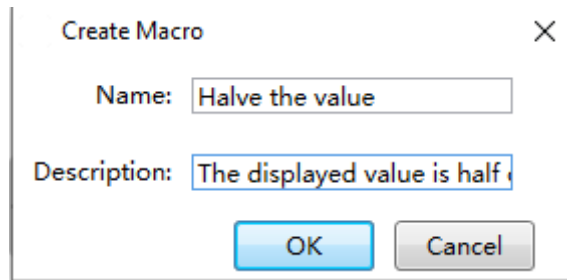 Create Macro
Name: Halve the value
Description: The displayed value is half
OK Cancel